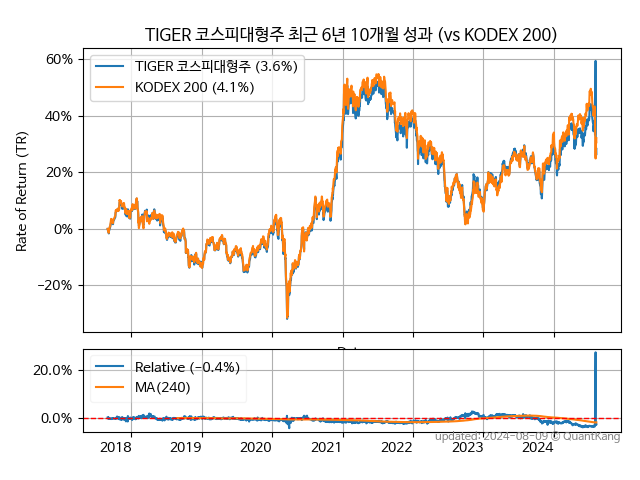 TIGER 코스피대형주 최근 6년 10개월 성과 (vs KODEX 200)
60%
40%
20%
0%
−20%
Rate of Return (TR)
TIGER 코스피대형주 (3.6%)
KODEX 200 (4.1%)
20.0%
0.0%
Relative (−0.4%)
MA(240)
2018 2019 2020 2021 2022 2023 2024
updated: 2024-08-09 © QuantKang